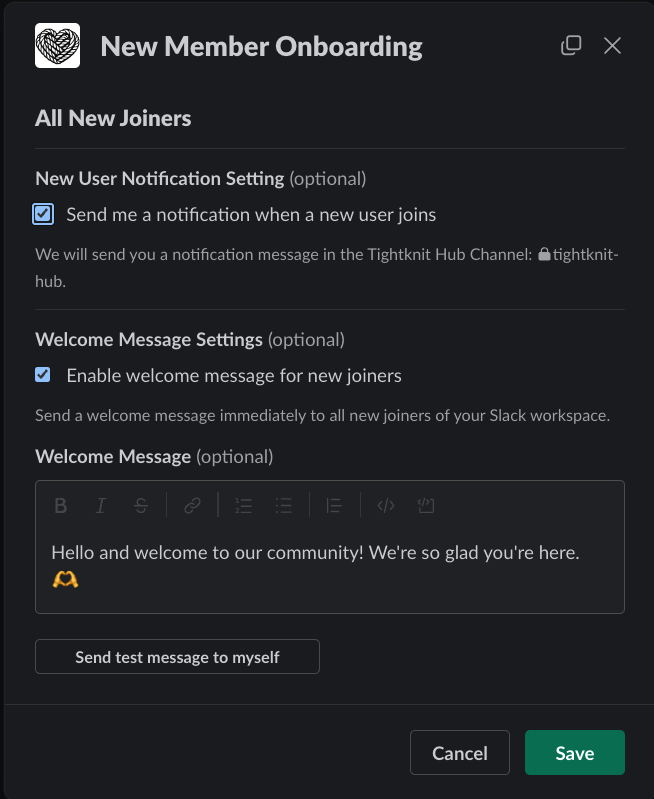 New Member Onboarding
All New Joiners
New User Notification Setting (optional)
Send me a notification when a new user joins
We will send you a notification message in the Tightknit Hub Channel: 🔒tightknit-
hub.
Welcome Message Settings (optional)
Enable welcome message for new joiners
Send a welcome message immediately to all new joiners of your Slack workspace.
Welcome Message (optional)
B I S </>
Hello and welcome to our community! We're so glad you're here.
🫶
Send test message to myself
Cancel Save